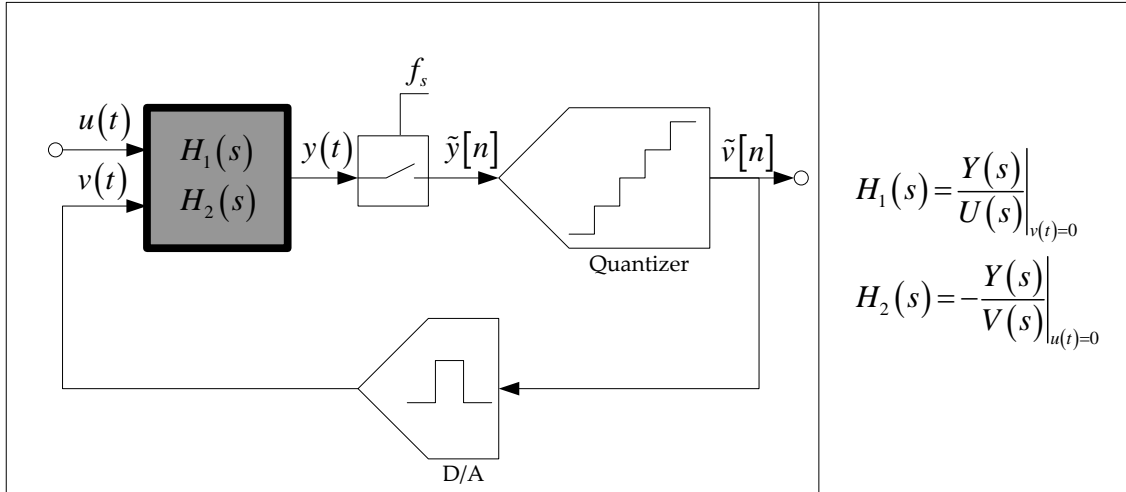 f_s
u(t)
H_1(s)
y(t)
ỹ[n]
ṽ[n]
v(t)
H_2(s)
Quantizer
D/A
H_1(s) = Y(s)/U(s)|_{v(t)=0}
H_2(s) = -Y(s)/V(s)|_{u(t)=0}